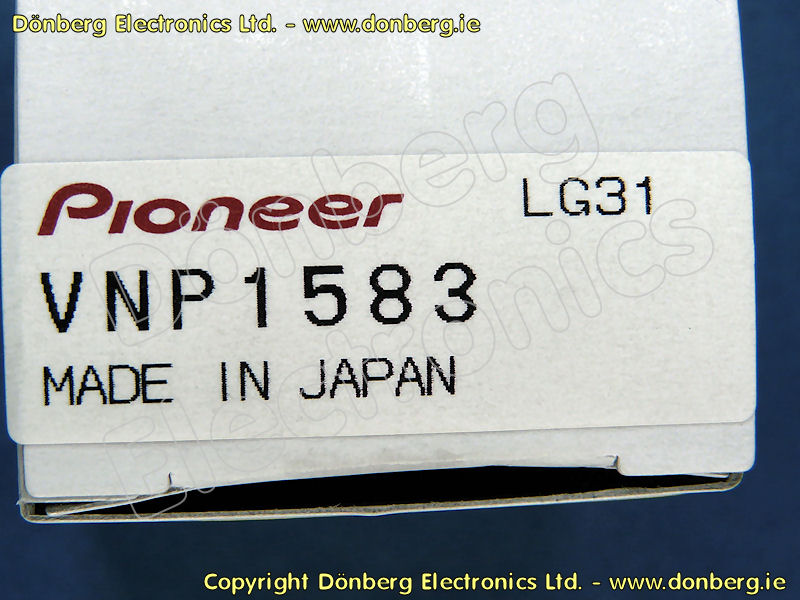 Dönberg Electronics Ltd. - www.donberg.ie
Pioneer LG31
VNP1583
MADE IN JAPAN
Dönberg
Electronics
Copyright Dönberg Electronics Ltd. - www.donberg.ie